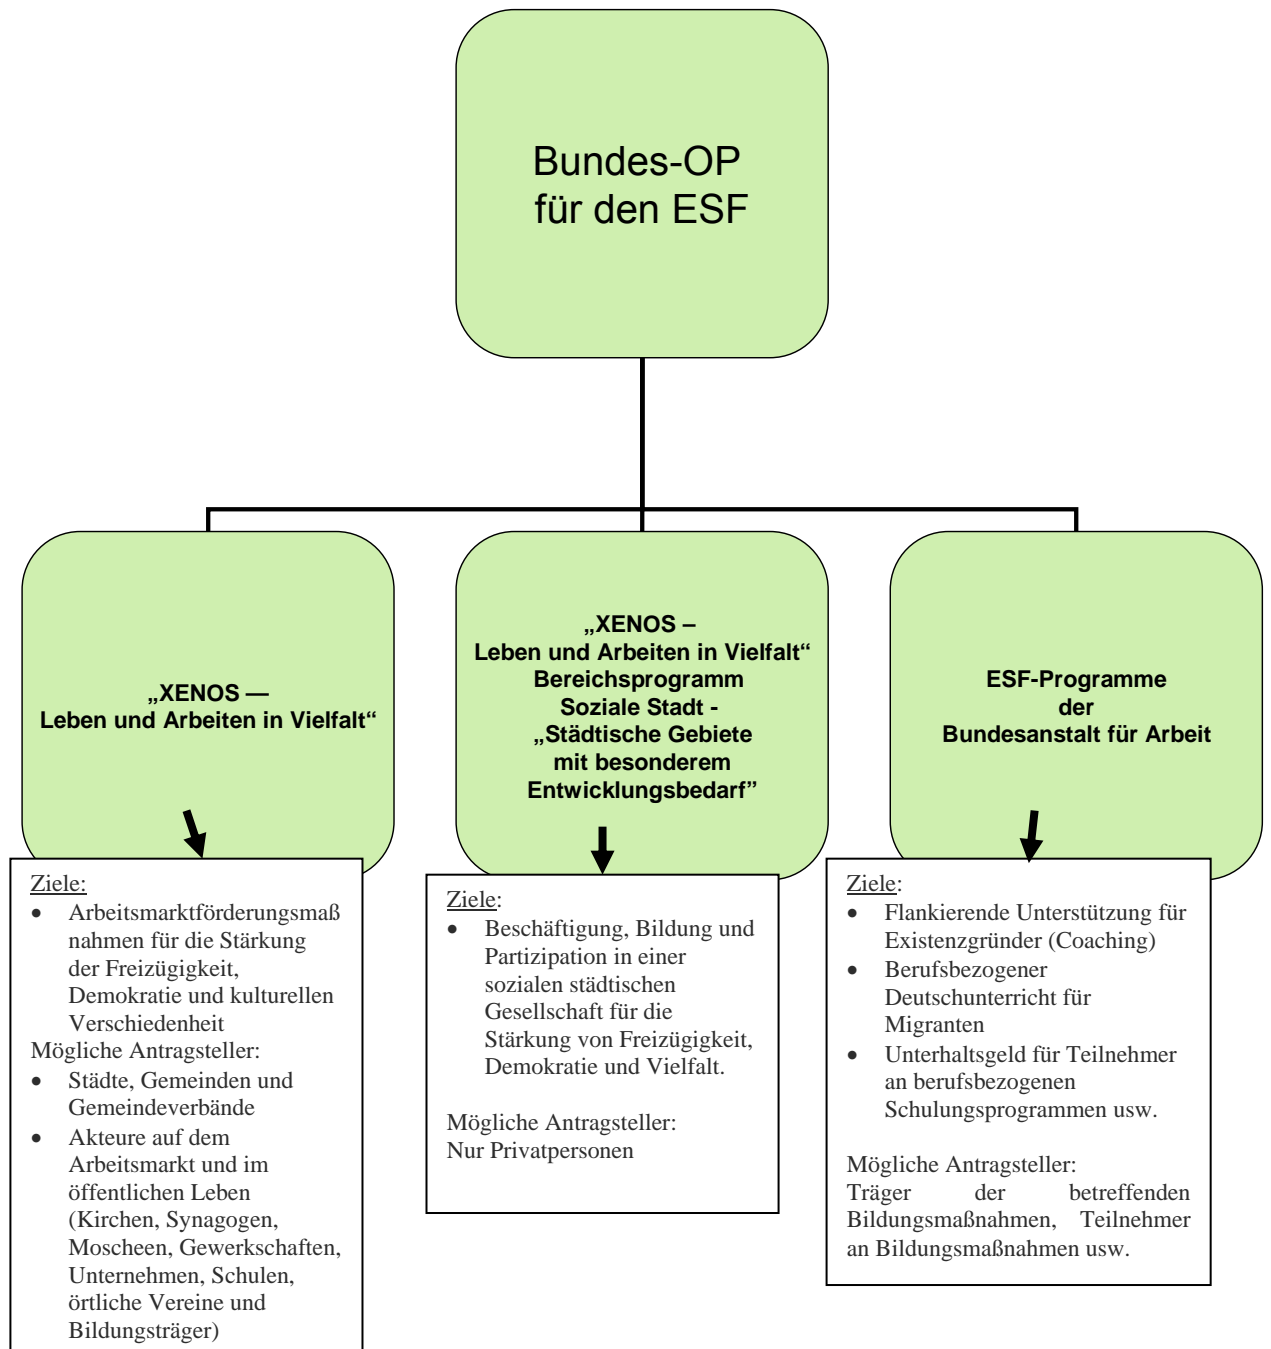 Bundes-OP
für den ESF
„XENOS —
Leben und Arbeiten in Vielfalt“
„XENOS –
Leben und Arbeiten in Vielfalt“
Bereichsprogramm
Soziale Stadt -
„Städtische Gebiete
mit besonderem
Entwicklungsbedarf”
ESF-Programme
der
Bundesanstalt für Arbeit
Ziele:
• Arbeitsmarktförderungsmaß
nahmen für die Stärkung
der Freizügigkeit,
Demokratie und kulturellen
Verschiedenheit
Mögliche Antragsteller:
• Städte, Gemeinden und
Gemeindeverbände
• Akteure auf dem
Arbeitsmarkt und im
öffentlichen Leben
(Kirchen, Synagogen,
Moscheen, Gewerkschaften,
Unternehmen, Schulen,
örtliche Vereine und
Bildungsträger)
Ziele:
• Beschäftigung, Bildung und
Partizipation in einer
sozialen städtischen
Gesellschaft für die
Stärkung von Freizügigkeit,
Demokratie und Vielfalt.
Mögliche Antragsteller:
Nur Privatpersonen
Ziele:
• Flankierende Unterstützung für
Existenzgründer (Coaching)
• Berufsbezogener
Deutschunterricht für
Migranten
• Unterhaltsgeld für Teilnehmer
an berufsbezogenen
Schulungsprogrammen usw.
Mögliche Antragsteller:
Träger der betreffenden
Bildungsmaßnahmen, Teilnehmer
an Bildungsmaßnahmen usw.